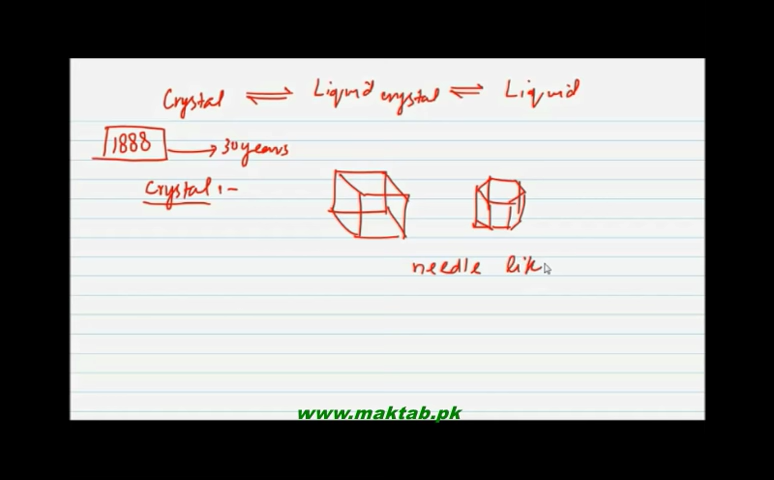 Crystal ⇌ Liquid crystal ⇌ Liquid
1888 → 30 years
Crystal :-
needle lik
www.maktab.pk